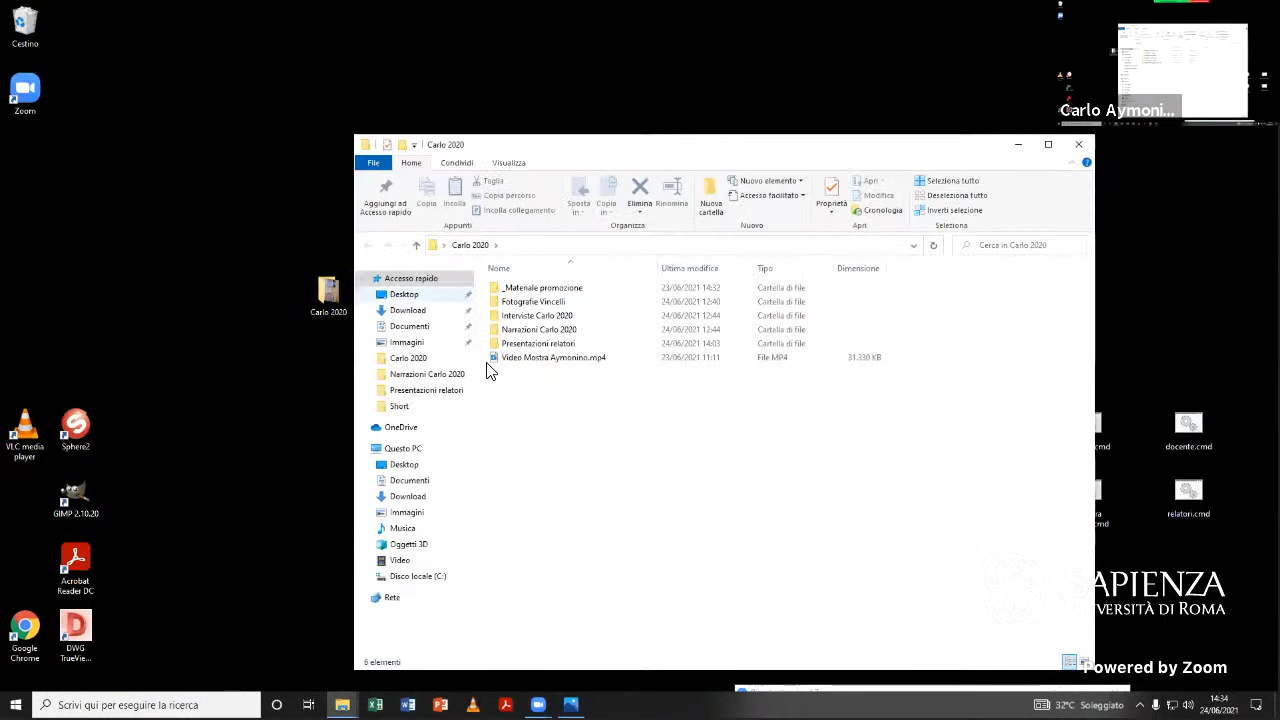 Cestino
Zoom
Carlo Aymoni...
Carlo 2020
File Home Condividi Visualizza
Aggiungi ad Accesso rapido
Copia
Incolla
Taglia
Copia percorso
Incolla collegamento
Appunti
Sposta in
Copia in
Elimina
Rinomina
Organizza
Nuova cartella
Nuovo elemento
Accesso facilitato
Nuovo
Proprietà
Apri
Modifica
Cronologia
Apri
Seleziona tutto
Deseleziona tutto
Inverti selezione
Seleziona
Carlo 2020
Cerca in Carlo 2020
Nome Ultima modifica Tipo Dimensione
_Materiale promozione 23/06/2021 14:32 Cartella di file
Fotografie Vincelli 24/06/2021 12:40 Cartella di file
Interviste Carlo 2020 24/06/2021 12:44 Cartella di file
Narrazioni Carlo 2020 24/06/2021 12:44 Cartella di file
Presentazioni relatori 24/06/2021 14:03 Cartella di file
Video Mostra Aymonino.mp4 23/06/2021 11:11 File MP4 31.330 KB
Accesso rapido
Desktop
Download
Documenti
Immagini
Carlo 2020
Narrazioni Carlo 2020
Presentazioni relatori
Short
OneDrive
Questo PC
Desktop
Documenti
Download
Immagini
Musica
Oggetti 3D
Video
Disco locale (C:)
Rete
6 elementi
Carlo 2020
VLC media player
Sphere2
GIMP 2.10.20
Acrobat Reader DC
Google Chrome
DWG TrueVie...
cmd
docente.cmd
ra
cmd
relatori.cmd
APIENZA
VERSITÀ DI ROMA
Powered by Zoom
Scrivi qui per eseguire la ricerca
32°C Soleggiato
14:34
24/06/2021